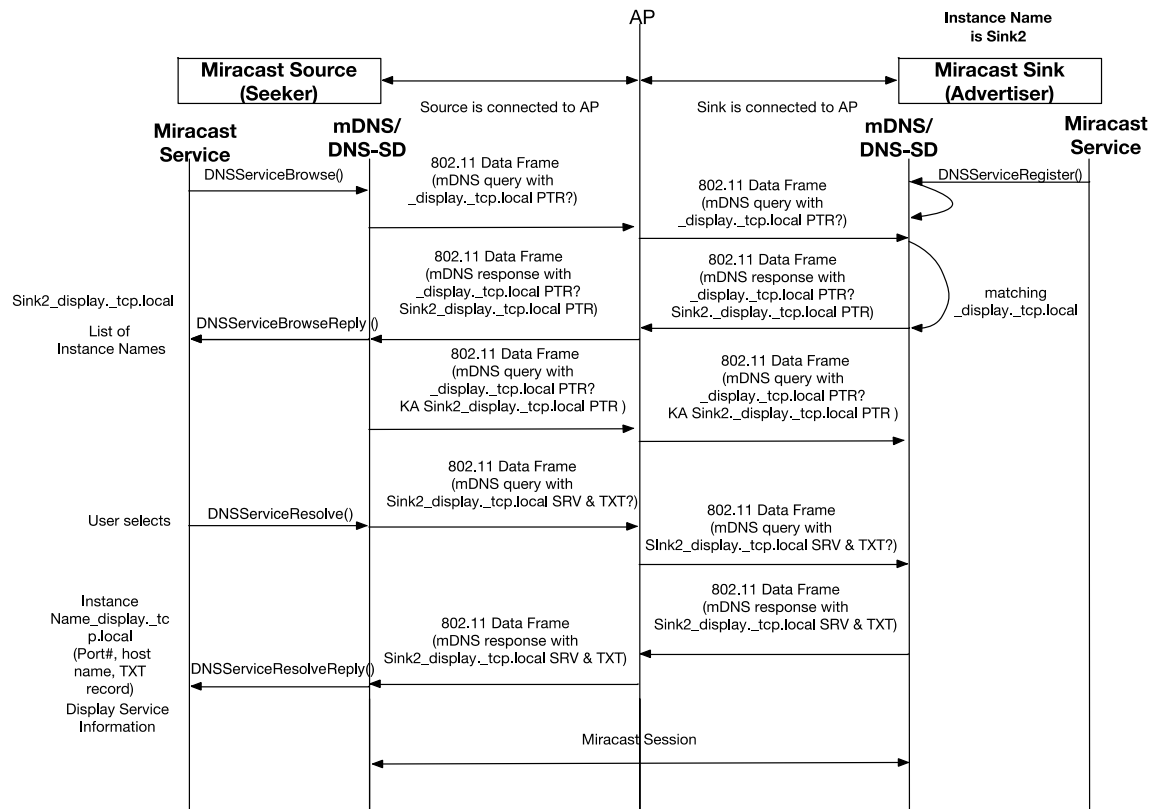 AP
Instance Name
is Sink2
Miracast Source
(Seeker)
Miracast Sink
(Advertiser)
Source is connected to AP
Sink is connected to AP
Miracast
Service
mDNS/
DNS-SD
mDNS/
DNS-SD
Miracast
Service
DNSServiceBrowse()
802.11 Data Frame
(mDNS query with
_display._tcp.local PTR?)
802.11 Data Frame
(mDNS query with
_display._tcp.local PTR?)
DNSServiceRegister()
Sink2_display._tcp.local
List of
Instance Names
DNSServiceBrowseReply ()
802.11 Data Frame
(mDNS response with
_display._tcp.local PTR?
Sink2_display._tcp.local PTR)
802.11 Data Frame
(mDNS response with
_display._tcp.local PTR?
Sink2._display._tcp.local PTR)
matching
_display._tcp.local
802.11 Data Frame
(mDNS query with
_display._tcp.local PTR?
KA Sink2_display._tcp.local PTR )
802.11 Data Frame
(mDNS query with
_display._tcp.local PTR?
KA Sink2._display._tcp.local PTR )
User selects
DNSServiceResolve()
802.11 Data Frame
(mDNS query with
Sink2_display._tcp.local SRV & TXT?)
802.11 Data Frame
(mDNS query with
SInk2_display._tcp.local SRV & TXT?)
802.11 Data Frame
(mDNS response with
Sink2_display._tcp.local SRV & TXT)
802.11 Data Frame
(mDNS response with
Sink2_display._tcp.local SRV & TXT)
Instance
Name_display._tc
p.local
(Port#, host
name, TXT
record)
DNSServiceResolveReply()
Display Service
Information
Miracast Session